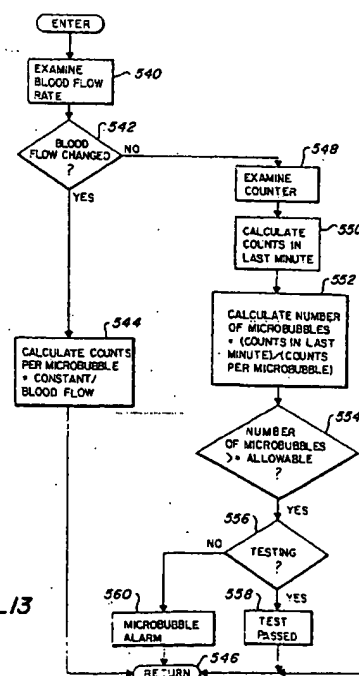 ENTER
EXAMINE
BLOOD FLOW
RATE
540
542
BLOOD
FLOW CHANGED
?
NO
YES
548
EXAMINE
COUNTER
550
CALCULATE
COUNTS IN
LAST MINUTE
552
CALCULATE NUMBER
OF MICROBUBBLES
= (COUNTS IN LAST
MINUTE)/(COUNTS
PER MICROBUBBLE)
544
CALCULATE COUNTS
PER MICROBUBBLE
= CONSTANT/
BLOOD FLOW
554
NUMBER
OF MICROBUBBLES
>= ALLOWABLE
?
YES
556
NO
TESTING
?
YES
13
560
MICROBUBBLE
ALARM
558
TEST
PASSED
546
RETURN